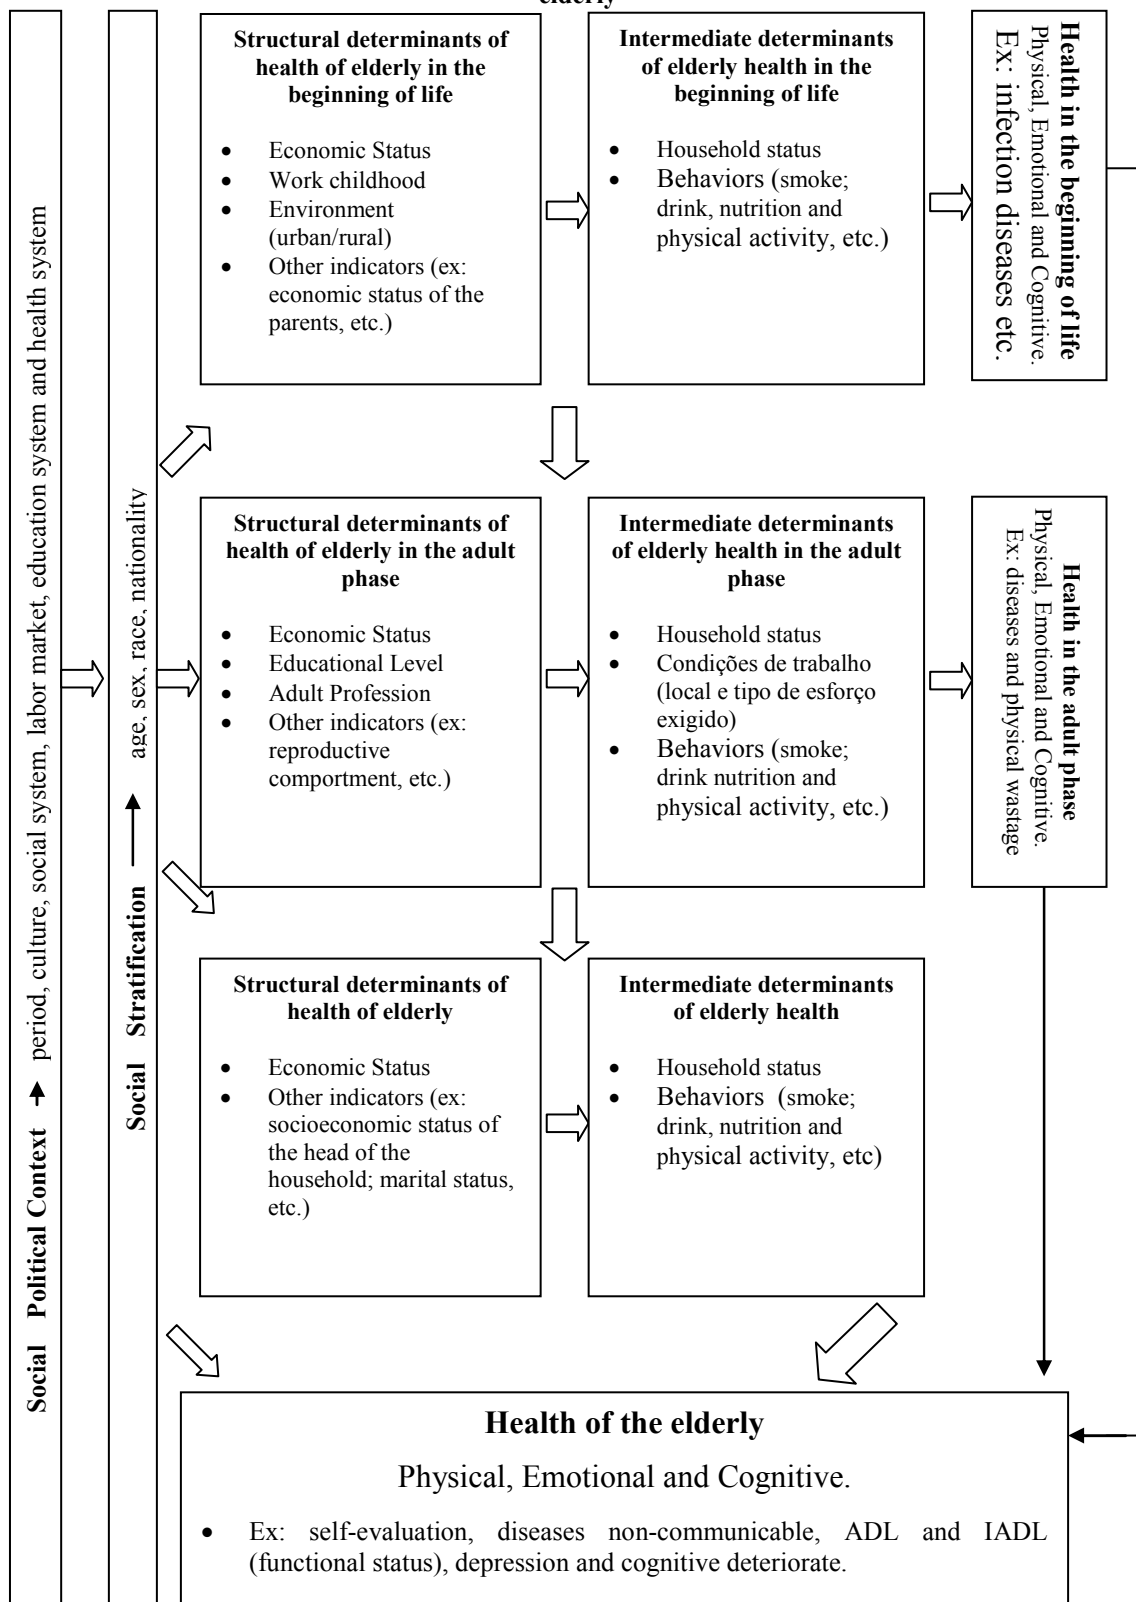 elderly
Social Political Context → period, culture, social system, labor market, education system and health system
Social Stratification → age, sex, race, nationality
Structural determinants of
health of elderly in the
beginning of life
• Economic Status
• Work childhood
• Environment
(urban/rural)
• Other indicators (ex:
economic status of the
parents, etc.)
Intermediate determinants
of elderly health in the
beginning of life
• Household status
• Behaviors (smoke;
drink, nutrition and
physical activity, etc.)
Health in the beginning of life
Physical, Emotional and Cognitive.
Ex: infection diseases etc.
Structural determinants of
health of elderly in the adult
phase
• Economic Status
• Educational Level
• Adult Profession
• Other indicators (ex:
reproductive
comportment, etc.)
Intermediate determinants
of elderly health in the adult
phase
• Household status
• Condições de trabalho
(local e tipo de esforço
exigido)
• Behaviors (smoke;
drink nutrition and
physical activity, etc.)
Health in the adult phase
Physical, Emotional and Cognitive.
Ex: diseases and physical wastage
Structural determinants of
health of elderly
• Economic Status
• Other indicators (ex:
socioeconomic status of
the head of the
household; marital status,
etc.)
Intermediate determinants
of elderly health
• Household status
• Behaviors (smoke;
drink, nutrition and
physical activity, etc)
Health of the elderly
Physical, Emotional and Cognitive.
• Ex: self-evaluation, diseases non-communicable, ADL and IADL
(functional status), depression and cognitive deteriorate.